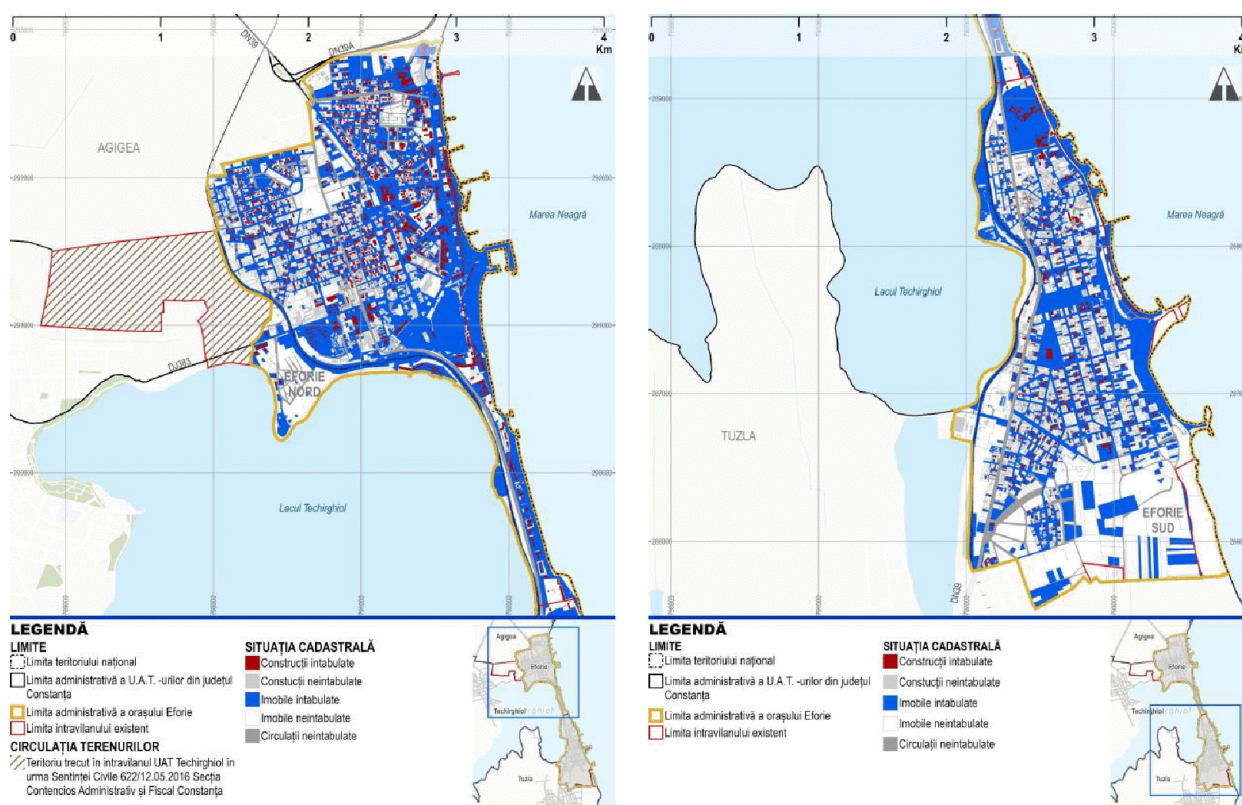 0 1 2 3 4
Km
DN39
DN39A
AGIGEA
Marea Neagră
DJ383
EFORIE
NORD
Lacul Techirghiol
LEGENDĂ
LIMITE
Limita teritoriului național
Limita administrativă a U.A.T. -urilor din județul
Constanța
Limita administrativă a orașului Eforie
Limita intravilanului existent
CIRCULAȚIA TERENURILOR
Teritoriu trecut în intravilanul UAT Techirghiol în
urma Sentinței Civile 622/12.05.2016 Secția
Contencios Administrativ și Fiscal Constanța
SITUAȚIA CADASTRALĂ
Construcții intabulate
Constucții neintabulate
Imobile intabulate
Imobile neintabulate
Circulații neintabulate
Agigea
Eforie
Techirghiol
Tuzla
0 1 2 3 4
Km
Marea Neagră
Lacul Techirghiol
TUZLA
EFORIE
SUD
DN39
LEGENDĂ
LIMITE
Limita teritoriului național
Limita administrativă a U.A.T. -urilor din județul
Constanța
Limita administrativă a orașului Eforie
Limita intravilanului existent
SITUAȚIA CADASTRALĂ
Construcții intabulate
Constucții neintabulate
Imobile intabulate
Imobile neintabulate
Circulații neintabulate
Agigea
Eforie
Techirghiol
Tuzla